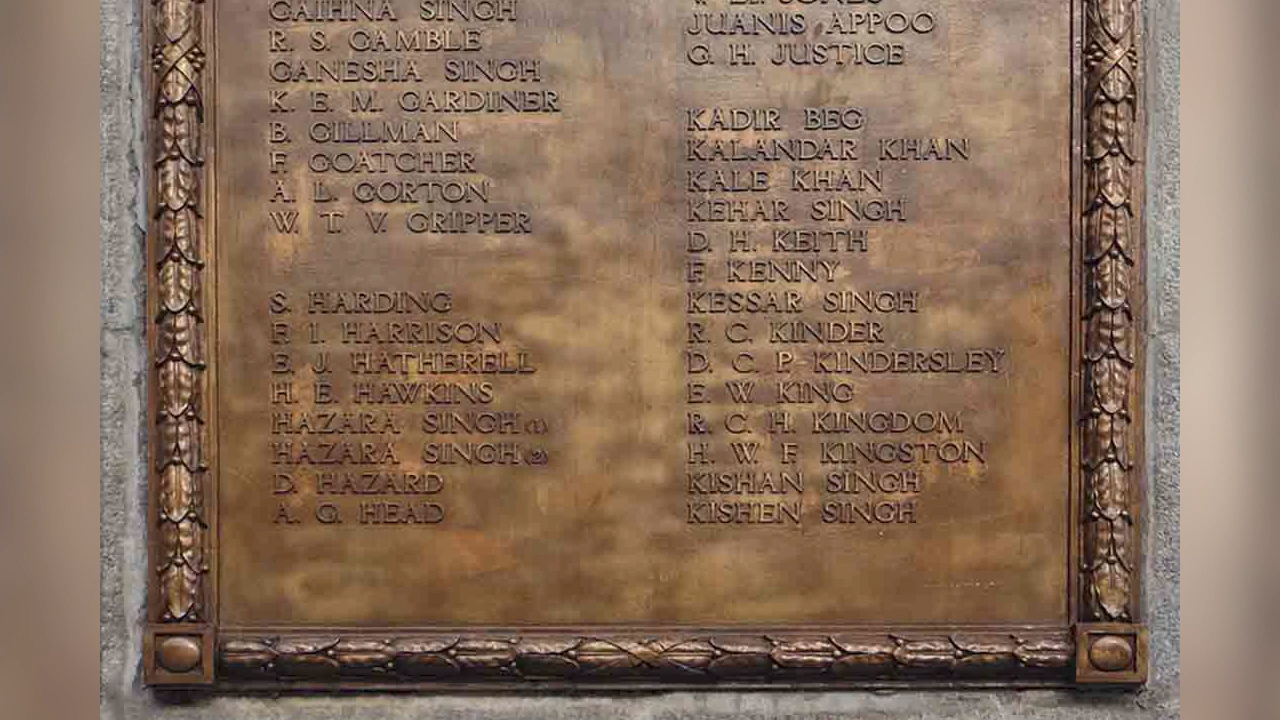 GAIHNA SINGH
R. S. GAMBLE
GANESHA SINGH
K. E. M. GARDINER
B. GILLMAN
F. GOATCHER
A. L. GORTON
W. T. V. GRIPPER
S. HARDING
F. I. HARRISON
E. J. HATHERELL
H. E. HAWKINS
HAZARA SINGH (1)
HAZARA SINGH (2)
D. HAZARD
A. G. HEAD
JONES
JUANIS APPOO
G. H. JUSTICE
KADIR BEG
KALANDAR KHAN
KALE KHAN
KEHAR SINGH
D. H. KEITH
F. KENNY
KESSAR SINGH
R. C. KINDER
D. C. P. KINDERSLEY
E. W. KING
R. C. H. KINGDOM
H. W. F. KINGSTON
KISHAN SINGH
KISHEN SINGH